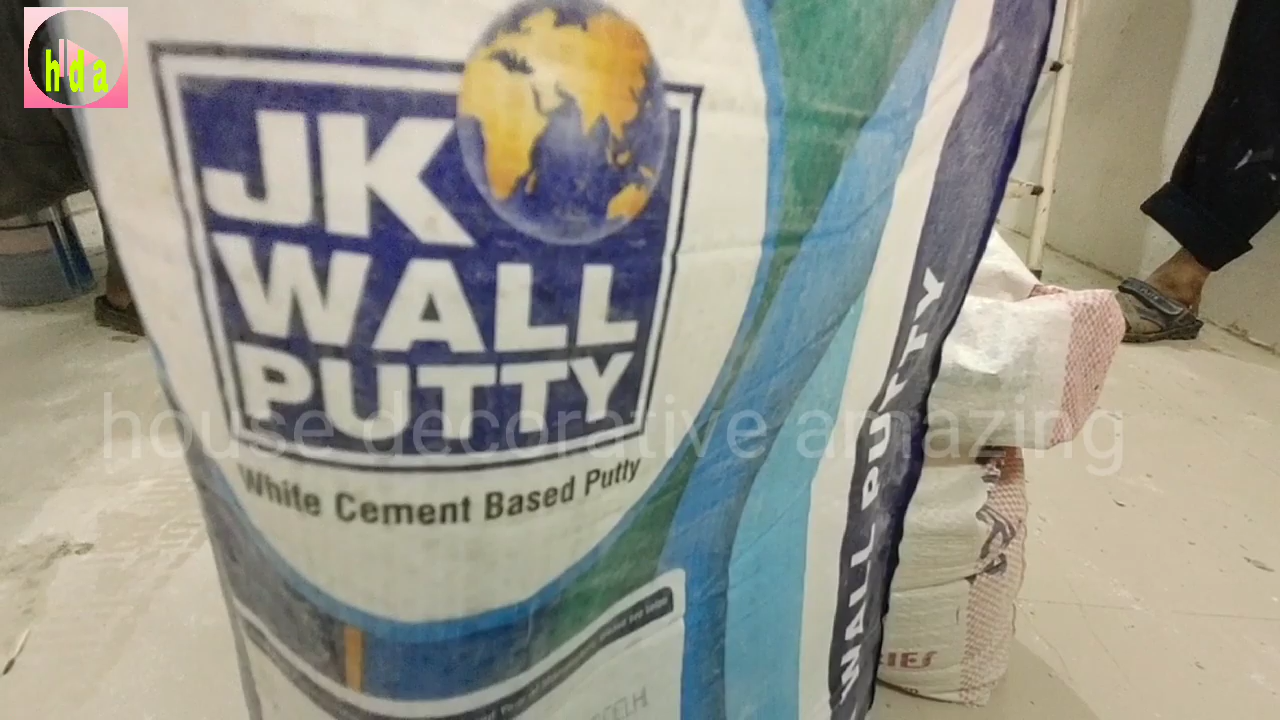 hda
JK
WALL
PUTTY
White Cement Based Putty
house decorative amazing
WALL PUTTY